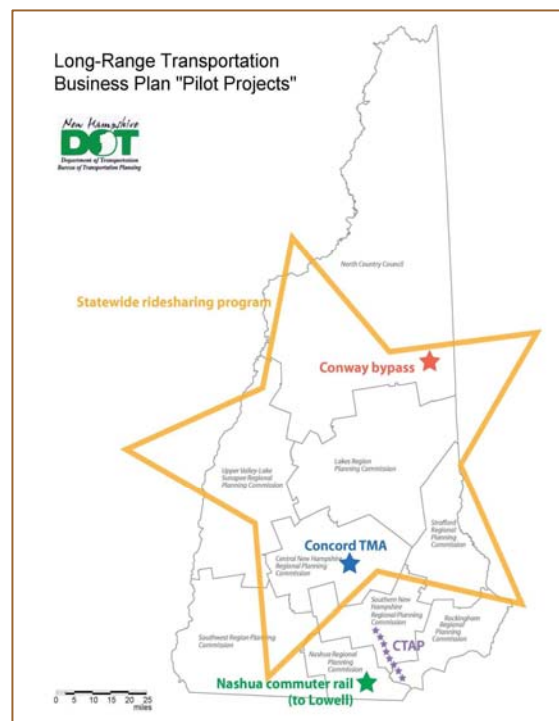 Long-Range Transportation
Business Plan "Pilot Projects"
New Hampshire
DOT
Department of Transportation
Bureau of Transportation Planning
North Country Council
Statewide ridesharing program
Conway bypass
Lakes Region
Planning Commission
Upper Valley-Lake
Sunapee Regional
Planning Commission
Strafford
Regional
Planning
Commission
Concord TMA
Central New Hampshire
Regional Planning
Commission
Southern New
Hampshire
Regional Planning
Commission
Rockingham
Regional
Planning
Commission
Southwest Region Planning
Commission
CTAP
Nashua Regional
Planning
Commission
Nashua commuter rail
(to Lowell)
0 5 10 15 20 25
miles